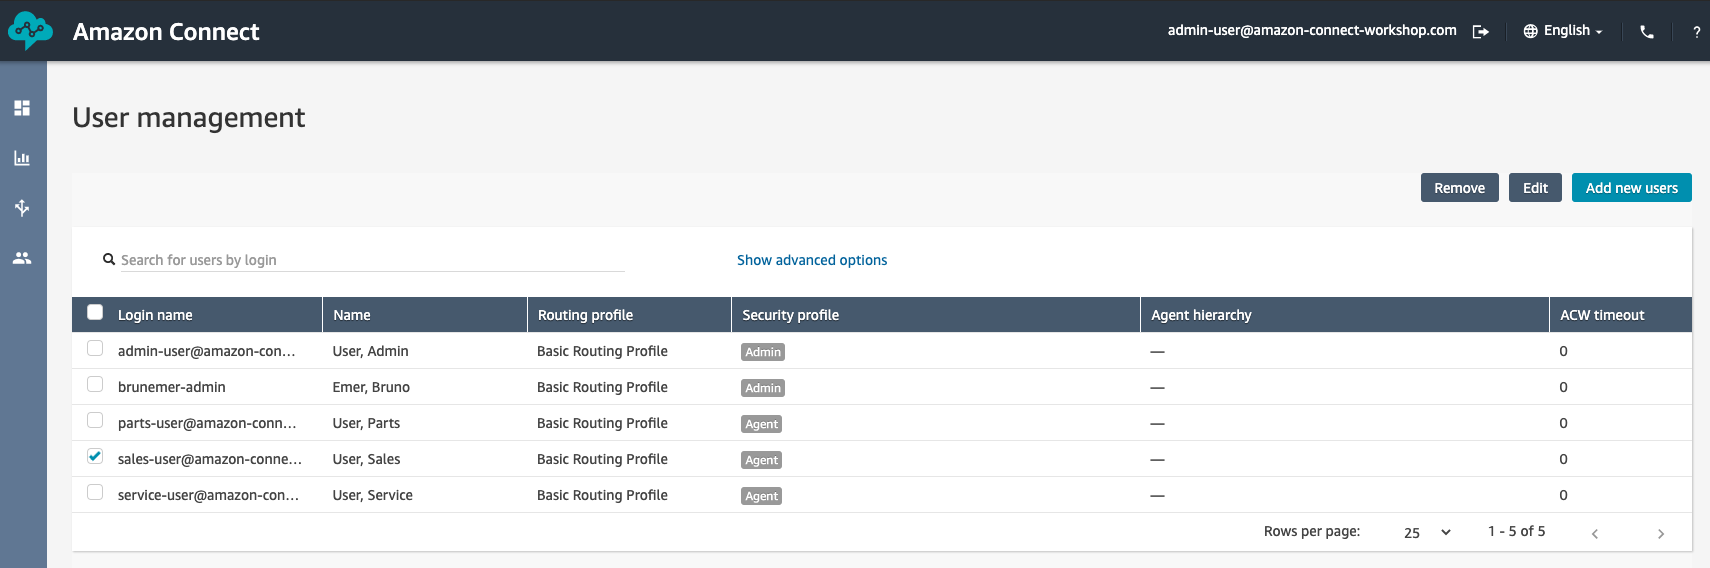 Amazon Connect admin-user@amazon-connect-workshop.com English ?
User management
Remove Edit Add new users
Search for users by login Show advanced options
Login name Name Routing profile Security profile Agent hierarchy ACW timeout
admin-user@amazon-con... User, Admin Basic Routing Profile Admin — 0
brunemer-admin Emer, Bruno Basic Routing Profile Admin — 0
parts-user@amazon-conn... User, Parts Basic Routing Profile Agent — 0
sales-user@amazon-conne... User, Sales Basic Routing Profile Agent — 0
service-user@amazon-con... User, Service Basic Routing Profile Agent — 0
Rows per page: 25 1 - 5 of 5